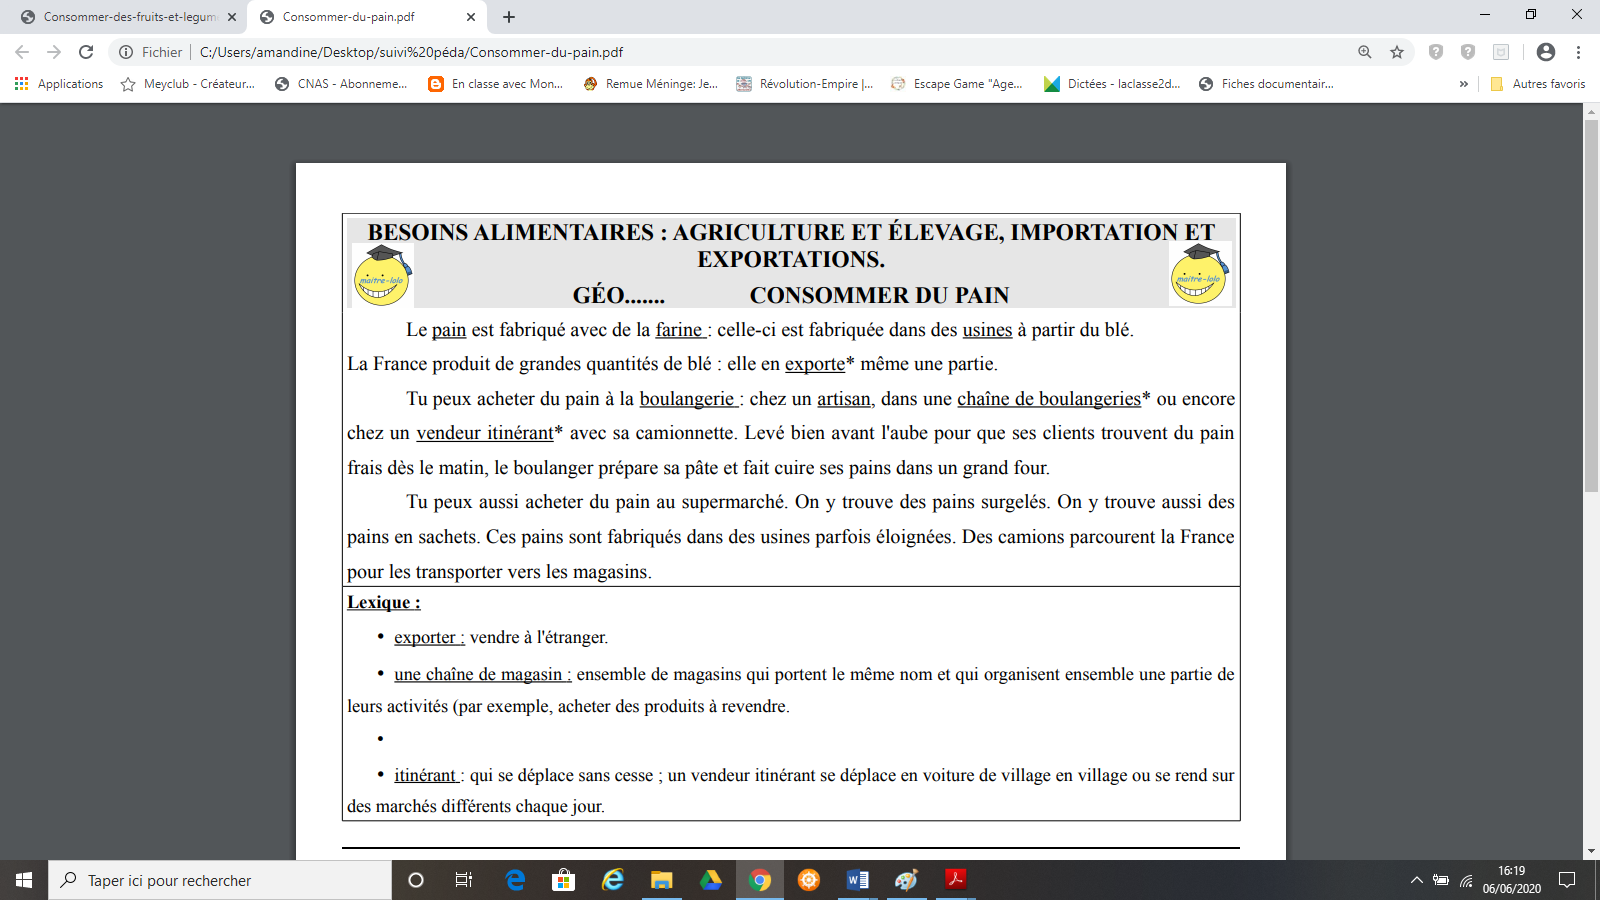 Consommer-des-fruits-et-legum
Consommer-du-pain.pdf
Fichier
C:/Users/amandine/Desktop/suivi%20péda/Consommer-du-pain.pdf
Applications
Meyclub - Créateur...
CNAS - Abonneme...
En classe avec Mon...
Remue Méninge: Je...
Révolution-Empire |...
Escape Game "Age...
Dictées - laclasse2d...
Fiches documentair...
»
Autres favoris
BESOINS ALIMENTAIRES : AGRICULTURE ET ÉLEVAGE, IMPORTATION ET
EXPORTATIONS.
maitre-lolo
maitre-lolo
GÉO....... CONSOMMER DU PAIN
Le pain est fabriqué avec de la farine : celle-ci est fabriquée dans des usines à partir du blé.
La France produit de grandes quantités de blé : elle en exporte* même une partie.
Tu peux acheter du pain à la boulangerie : chez un artisan, dans une chaîne de boulangeries* ou encore
chez un vendeur itinérant* avec sa camionnette. Levé bien avant l'aube pour que ses clients trouvent du pain
frais dès le matin, le boulanger prépare sa pâte et fait cuire ses pains dans un grand four.
Tu peux aussi acheter du pain au supermarché. On y trouve des pains surgelés. On y trouve aussi des
pains en sachets. Ces pains sont fabriqués dans des usines parfois éloignées. Des camions parcourent la France
pour les transporter vers les magasins.
Lexique :
• exporter : vendre à l'étranger.
• une chaîne de magasin : ensemble de magasins qui portent le même nom et qui organisent ensemble une partie de
leurs activités (par exemple, acheter des produits à revendre.
•
• itinérant : qui se déplace sans cesse ; un vendeur itinérant se déplace en voiture de village en village ou se rend sur
des marchés différents chaque jour.
Taper ici pour rechercher
16:19
06/06/2020